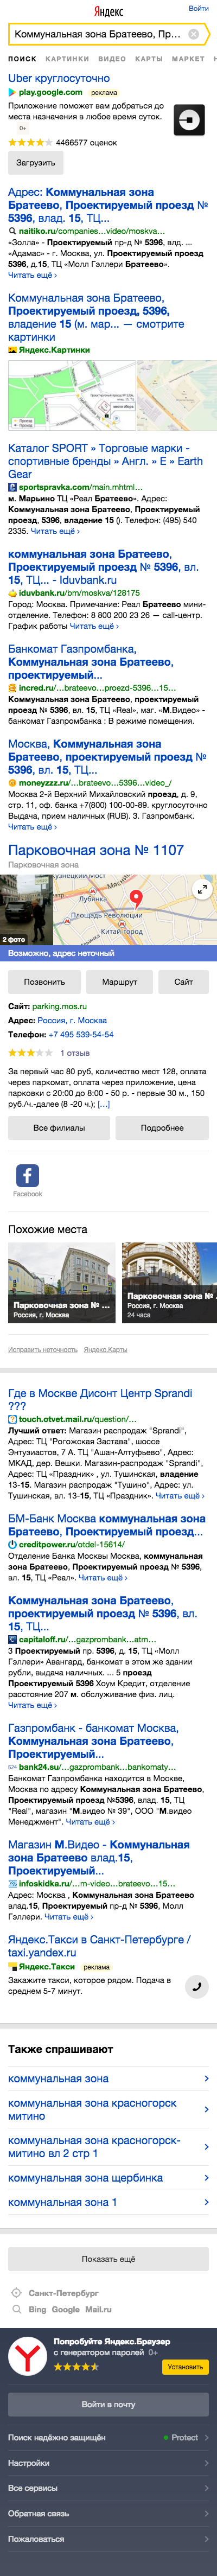 Яндекс
Войти
Коммунальная зона Братеево, Пр...
ПОИСК КАРТИНКИ ВИДЕО КАРТЫ МАРКЕТ
Uber круглосуточно
play.google.com реклама
Приложение поможет вам добраться до
места назначения в любое время суток.
0+
4466577 оценок
Загрузить
Адрес: Коммунальная зона
Братеево, Проектируемый проезд №
5396, влад. 15, ТЦ...
naitiko.ru/companies...video/moskva...
«Золла» - Проектируемый пр-д № 5396, влд. ...
«Адамас» - г. Москва, ул. Проектируемый проезд
5396, д.15, ТЦ «Молл Галлери Братеево».
Читать ещё ›
Коммунальная зона Братеево,
Проектируемый проезд, 5396,
владение 15 (м. мар... — смотрите
картинки
Яндекс.Картинки
Каталог SPORT » Торговые марки -
спортивные бренды » Англ. » E » Earth
Gear
sportspravka.com/main.mhtml...
м. Марьино ТЦ «Реал Братеево». Адрес:
Коммунальная зона Братеево, Проектируемый
проезд, 5396, владение 15 (). Телефон: (495) 540
2335. Читать ещё ›
коммунальная зона Братеево,
Проектируемый проезд № 5396, вл.
15, ТЦ... - Iduvbank.ru
iduvbank.ru/bm/moskva/128175
Город: Москва. Примечание: Реал Братеево мини-
отделение. Телефон: 8 800 250 23 26 — call-центр.
График работы Читать ещё ›
Банкомат Газпромбанка,
Коммунальная зона Братеево,
проектируемый...
incred.ru/...brateevo...proezd-5396...15...
Коммунальная зона Братеево, проектируемый
проезд № 5396, вл. 15, ТЦ «Реал», маг. «М.Видео» -
банкомат Газпромбанка : В режиме помещения.
Москва, Коммунальная зона
Братеево, проектируемый проезд №
5396, вл. 15, ТЦ...
moneyzzz.ru/...brateevo...5396...video_/
Москва 2-й Верхний Михайловский проезд, д. 9,
стр. 11, оф. Банка +7(800) 100-00-88. Круглосуточно
Выдача, прием наличных (RUB). 3. Газпромбанк.
Читать ещё ›
Парковочная зона № 1107
Парковочная зона
Лубянка
Площадь Революции
Китай-город
2 фото
Возможно, адрес неточный
Позвонить Маршрут Сайт
Сайт: parking.mos.ru
Адрес: Россия, г. Москва
Телефон: +7 495 539-54-54
1 отзыв
За первый час 80 руб, количество мест 128, оплата
через паркомат, оплата через приложение, цена
парковки с 20:00 до 8:00 - 50 р. - первые 30 м., 150
руб./ч.-далее (8 -20 ч.); [...]
Все филиалы Подробнее
Facebook
Похожие места
Парковочная зона № ...
Россия, г. Москва
Парковочная зона № ...
Россия, г. Москва
24 часа
Исправить неточность Яндекс.Карты
Где в Москве Дисонт Центр Sprandi
???
touch.otvet.mail.ru/question/...
Лучший ответ: Магазин распродаж "Sprandi",
Адрес: ТЦ "Рогожская Застава", шоссе
Энтузиастов, 7 А. ТЦ "Ашан-Алтуфьево", Адрес:
МКАД, дер. Вешки. Магазин-распродаж "Sprandi",
Адрес: ТЦ «Праздник» , ул. Тушинская, владение
13-15. Магазин распродаж "Тушино", Адрес: ул.
Тушинская, вл. 13-15, ТЦ «Праздник». Читать ещё ›
БМ-Банк Москва коммунальная зона
Братеево, Проектируемый проезд...
creditpower.ru/otdel-15614/
Отделение Банка Москвы Москва, коммунальная
зона Братеево, Проектируемый проезд № 5396,
вл. 15, ТЦ «Реал». Читать ещё ›
Коммунальная зона Братеево,
проектируемый проезд № 5396, вл.
15, ТЦ...
capitaloff.ru/...gazprombank...atm...
3 Проектируемый пр. 5396, д. 15, ТЦ «Молл
Галлери» Авангард, банкомат в этом же здании
рубли, выдача наличных. ... 5 проезд
Проектируемый 5396 Хоум Кредит, отделение
расстояние 207 м. обслуживание физ. лиц.
Читать ещё ›
Газпромбанк - банкомат Москва,
Коммунальная зона Братеево,
Проектируемый...
bank24.su/...gazprombank...bankomaty...
Банкомат Газпромбанка находится в Москве,
Москва по адресу Коммунальная зона Братеево,
Проектируемый проезд №5396, влад. 15, ТЦ
"Real", магазин "М.видео № 39", ООО "М.видео
Менеджмент". Читать ещё ›
Магазин М.Видео - Коммунальная
зона Братеево влад.15,
Проектируемый...
infoskidka.ru/...m-video...brateevo...15...
Адрес: Москва , Коммунальная зона Братеево
влад.15, Проектируемый пр-д № 5396, Молл
Гэллери. Читать ещё ›
Яндекс.Такси в Санкт-Петербурге /
taxi.yandex.ru
Яндекс.Такси реклама
Закажите такси, которое рядом. Подача в
среднем 5-7 минут.
Также спрашивают
коммунальная зона
коммунальная зона красногорск
митино
коммунальная зона красногорск-
митино вл 2 стр 1
коммунальная зона щербинка
коммунальная зона 1
Показать ещё
Санкт-Петербург
Bing Google Mail.ru
Попробуйте Яндекс.Браузер
с генератором паролей 0+
Установить
Войти в почту
Поиск надёжно защищён Protect
Настройки
Все сервисы
Обратная связь
Пожаловаться